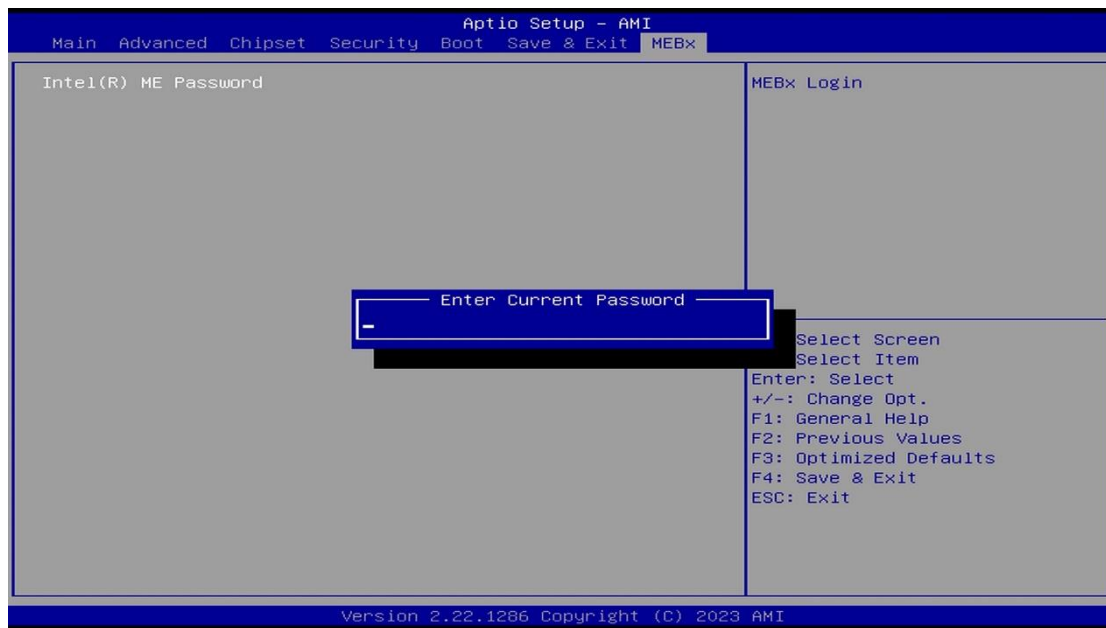 Aptio Setup – AMI
Main Advanced Chipset Security Boot Save & Exit MEBx
Intel(R) ME Password
MEBx Login
Enter Current Password
Select Screen
Select Item
Enter: Select
+/-: Change Opt.
F1: General Help
F2: Previous Values
F3: Optimized Defaults
F4: Save & Exit
ESC: Exit
Version 2.22.1286 Copyright (C) 2023 AMI